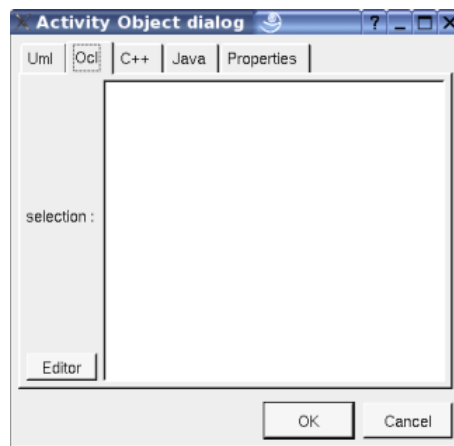 Activity Object dialog
Uml Ocl C++ Java Properties
selection :
Editor
OK Cancel